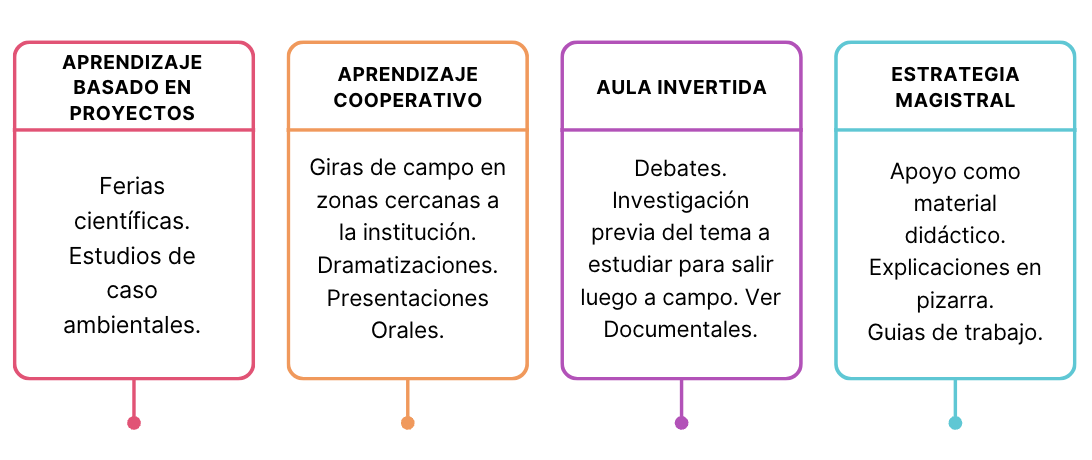 APRENDIZAJE
BASADO EN
PROYECTOS
Ferias
científicas.
Estudios de
caso
ambientales.
APRENDIZAJE
COOPERATIVO
Giras de campo en
zonas cercanas a
la institución.
Dramatizaciones.
Presentaciones
Orales.
AULA INVERTIDA
Debates.
Investigación
previa del tema a
estudiar para salir
luego a campo. Ver
Documentales.
ESTRATEGIA
MAGISTRAL
Apoyo como
material
didáctico.
Explicaciones en
pizarra.
Guias de trabajo.